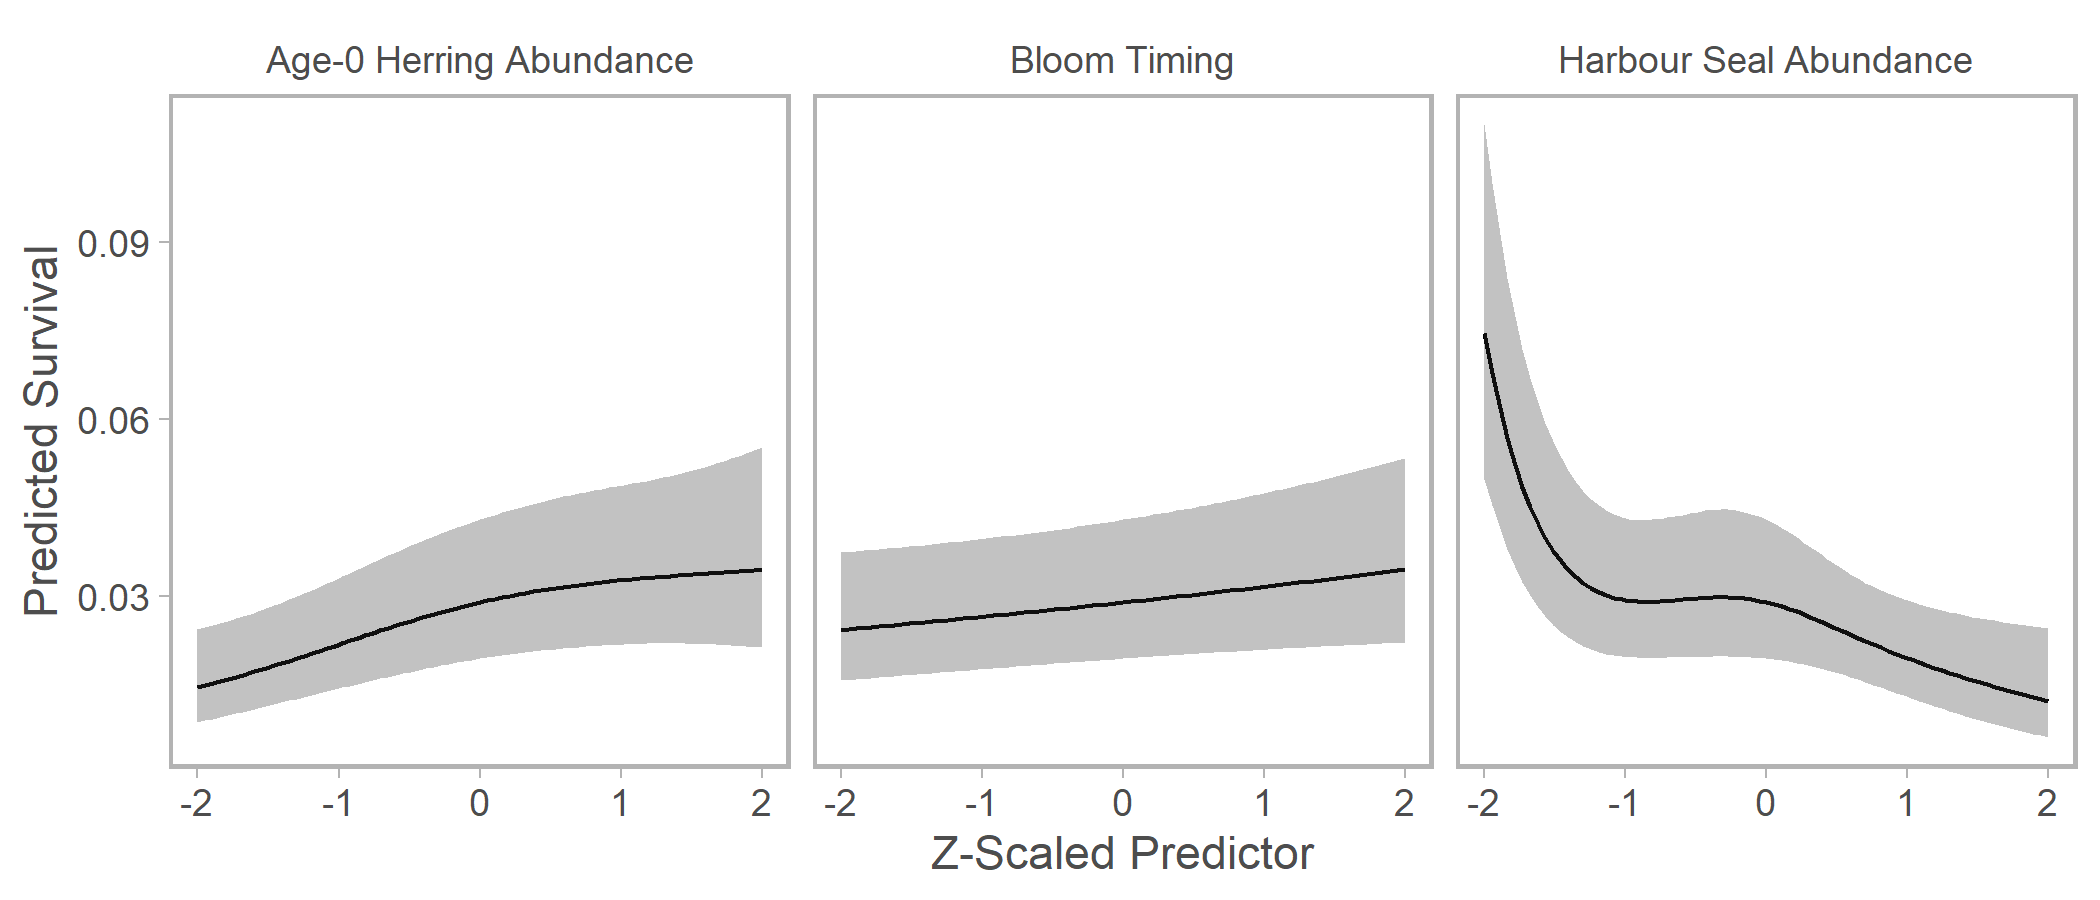 Age-0 Herring Abundance
Bloom Timing
Harbour Seal Abundance
Predicted Survival
0.09
0.06
0.03
-2 -1 0 1 2
-2 -1 0 1 2
-2 -1 0 1 2
Z-Scaled Predictor